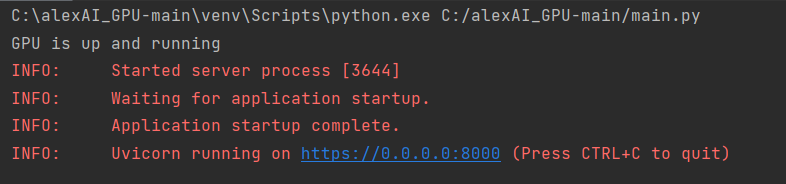 C:\alexAI_GPU-main\venv\Scripts\python.exe C:/alexAI_GPU-main/main.py
GPU is up and running
INFO:     Started server process [3644]
INFO:     Waiting for application startup.
INFO:     Application startup complete.
INFO:     Uvicorn running on https://0.0.0.0:8000 (Press CTRL+C to quit)